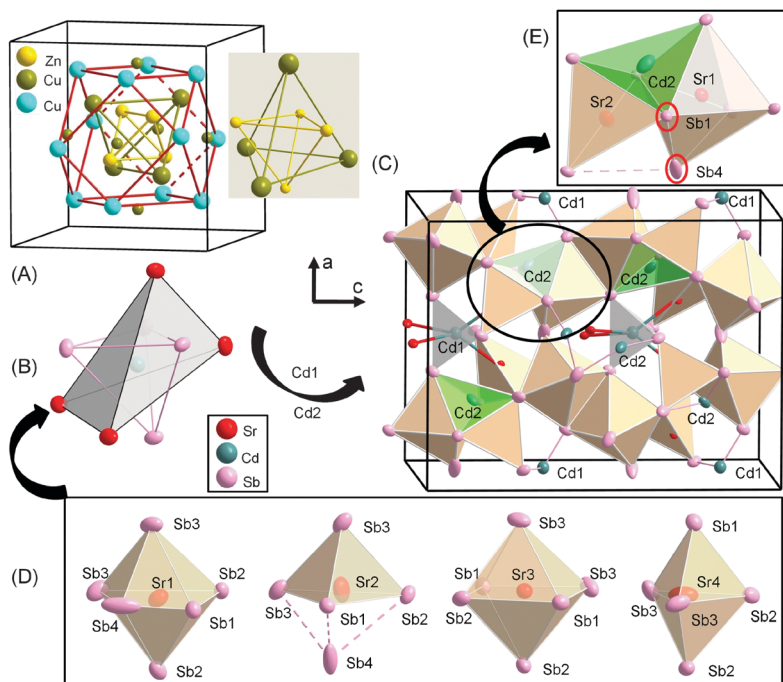 Zn
Cu
Cu
(A)
(B)
Sr
Cd
Sb
a
c
Cd1
Cd2
(C)
(E)
Cd2
Sr1
Sr2
Sb1
Sb4
Cd1
Cd1
Cd2
Cd2
Cd1
Cd2
Cd2
Cd2
Cd1
Cd1
(D)
Sb3
Sb3
Sr1
Sb2
Sb4
Sb1
Sb2
Sb3
Sr2
Sb3
Sb1
Sb2
Sb4
Sb3
Sb1
Sr3
Sb3
Sb2
Sb1
Sb2
Sb1
Sr4
Sb3
Sb3
Sb2
Sb2